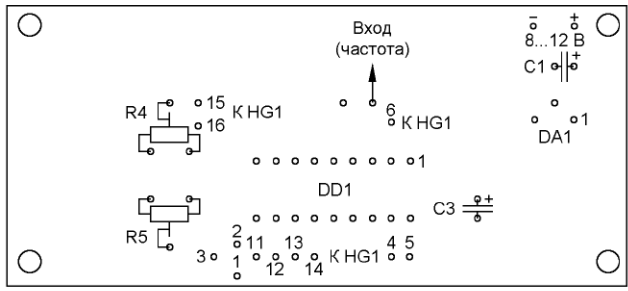 Вход
(частота)
− +
8...12 В
C1 +
R4
15
К HG1
16
6
К HG1
1
DA1
1
DD1
C3 +
R5
2
11
13
4
5
3
К HG1
12
14
1